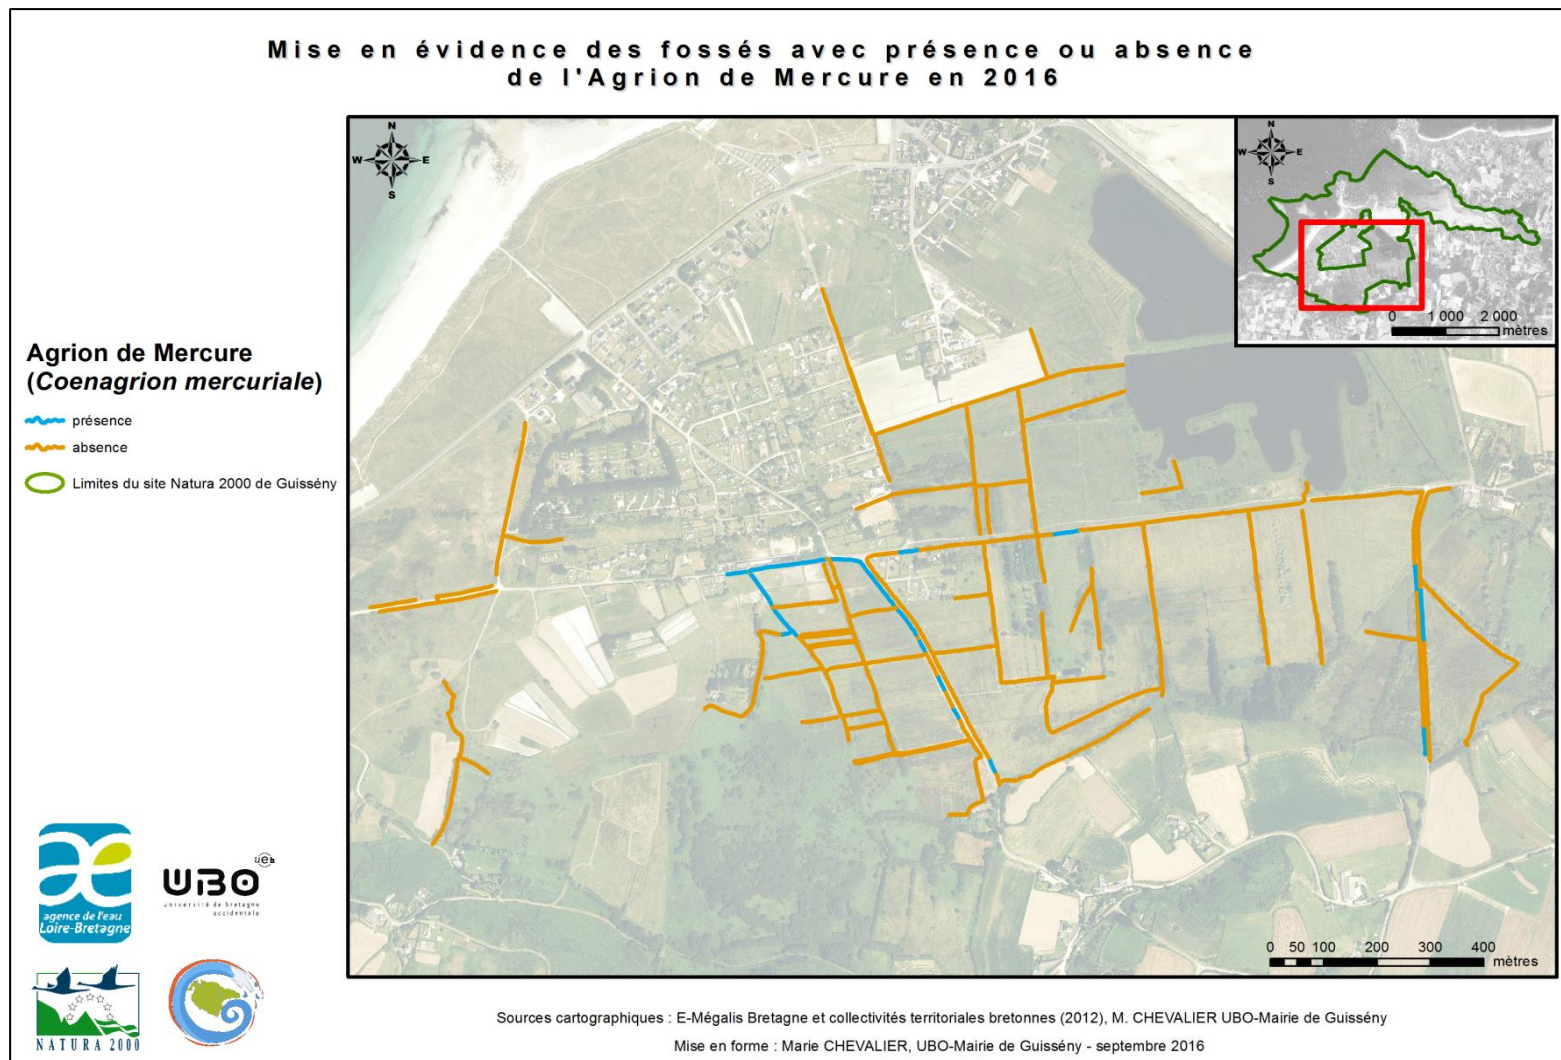 Mise en évidence des fossés avec présence ou absence
de l'Agrion de Mercure en 2016
N
W E
S
N
W E
S
0 1 000 2 000
mètres
Agrion de Mercure
(Coenagrion mercuriale)
présence
absence
Limites du site Natura 2000 de Guissény
agence de l'eau
Loire-Bretagne
ueb
UBO
université de bretagne
occidentale
NATURA 2000
0 50 100 200 300 400
mètres
Sources cartographiques : E-Mégalis Bretagne et collectivités territoriales bretonnes (2012), M. CHEVALIER UBO-Mairie de Guissény
Mise en forme : Marie CHEVALIER, UBO-Mairie de Guissény - septembre 2016